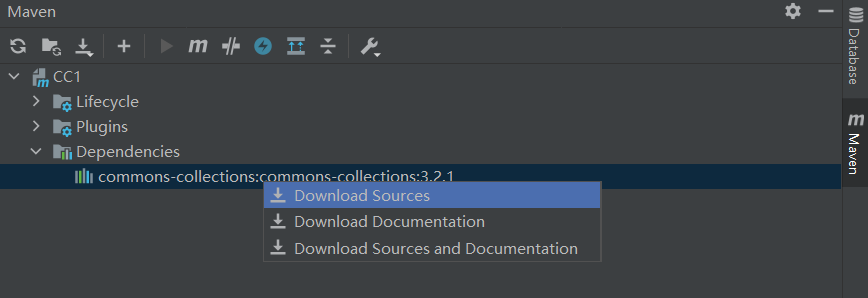 Maven
CC1
Lifecycle
Plugins
Dependencies
commons-collections:commons-collections:3.2.1
Download Sources
Download Documentation
Download Sources and Documentation
Database
m
Maven